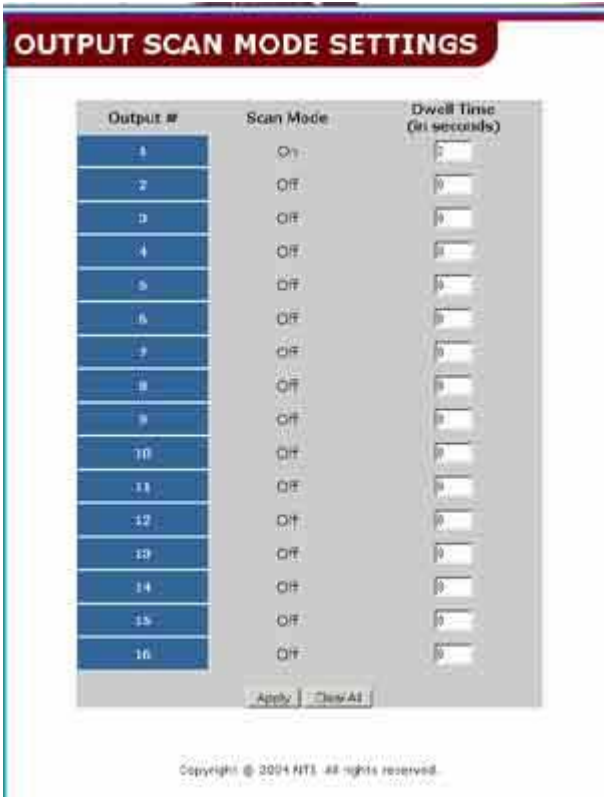 OUTPUT SCAN MODE SETTINGS
Output # Scan Mode Dwell Time (in seconds)
1 On 2
2 Off 0
3 Off 0
4 Off 0
5 Off 0
6 Off 0
7 Off 0
8 Off 0
9 Off 0
10 Off 0
11 Off 0
12 Off 0
13 Off 0
14 Off 0
15 Off 0
16 Off 0
Apply Clear All
Copyright @ 2004 NTI. All rights reserved.